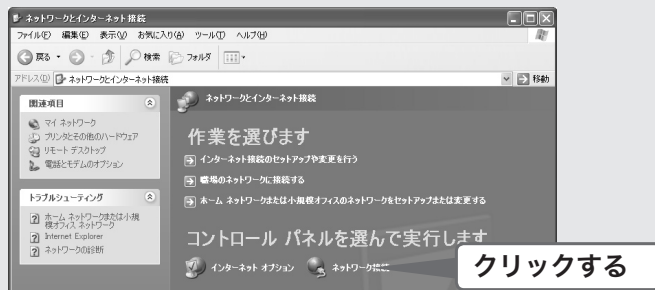 ネットワークとインターネット接続
ファイル(F) 編集(E) 表示(V) お気に入り(A) ツール(T) ヘルプ(H)
戻る 検索 フォルダ
アドレス(D) ネットワークとインターネット接続 移動
関連項目
マイ ネットワーク
プリンタとその他のハードウェア
リモート デスクトップ
電話とモデムのオプション
トラブルシューティング
ホーム ネットワークまたは小規
模オフィス ネットワーク
Internet Explorer
ネットワークの診断
ネットワークとインターネット接続
作業を選びます
インターネット接続のセットアップや変更を行う
職場のネットワークに接続する
ホーム ネットワークまたは小規模オフィスのネットワークをセットアップまたは変更する
コントロール パネルを選んで実行します
インターネット オプション ネットワーク接続
クリックする